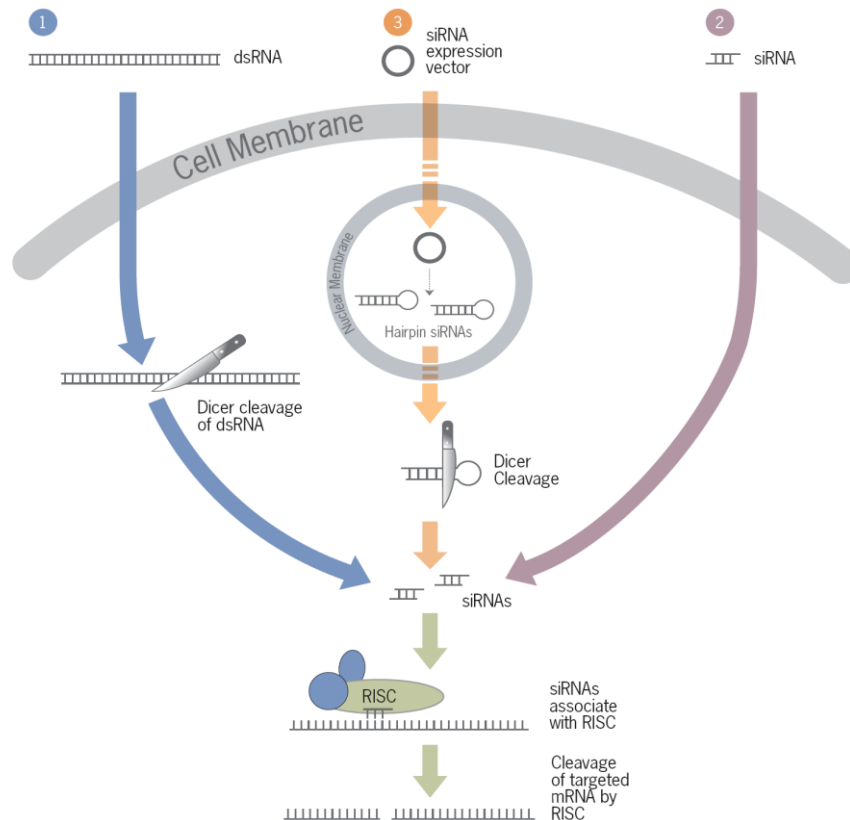 1
dsRNA
3
siRNA
expression
vector
2
siRNA
Cell Membrane
Nuclear Membrane
Hairpin siRNAs
Dicer cleavage
of dsRNA
Dicer
Cleavage
siRNAs
RISC
siRNAs
associate
with RISC
Cleavage
of targeted
mRNA by
RISC